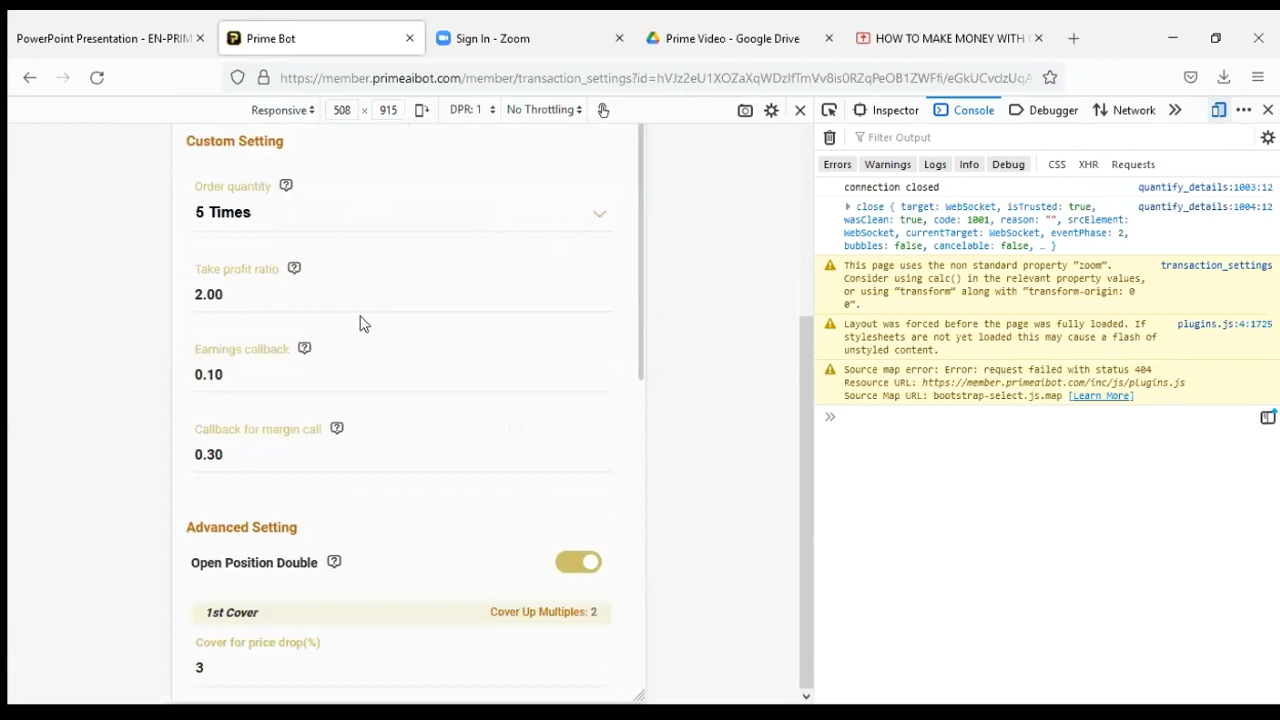 PowerPoint Presentation - EN-PRIM
Prime Bot
Sign In - Zoom
Prime Video - Google Drive
HOW TO MAKE MONEY WITH
https://member.primeaibot.com/member/transaction_settings?id=
Responsive
508 × 915
DPR: 1
No Throttling
Inspector
Console
Debugger
Network
Filter Output
Errors
Warnings
Logs
Info
Debug
CSS
XHR
Requests
Custom Setting
Order quantity
5 Times
Take profit ratio
2.00
Earnings callback
0.10
Callback for margin call
0.30
Advanced Setting
Open Position Double
1st Cover
Cover Up Multiples: 2
Cover for price drop(%)
3
connection closed
quantify_details:1003:12
close { target: WebSocket, isTrusted: true,
quantify_details:1004:12
wasClean: true, code: 1001, reason: "", srcElement:
WebSocket, currentTarget: WebSocket, eventPhase: 2,
bubbles: false, cancelable: false, … }
This page uses the non standard property “zoom”.
transaction_settings
Consider using calc() in the relevant property values,
or using “transform” along with “transform-origin: 0
0”.
Layout was forced before the page was fully loaded. If
plugins.js:4:1725
stylesheets are not yet loaded this may cause a flash of
unstyled content.
Source map error: Error: request failed with status 404
Resource URL: https://member.primeaibot.com/inc/js/plugins.js
Source Map URL: bootstrap-select.js.map [Learn More]